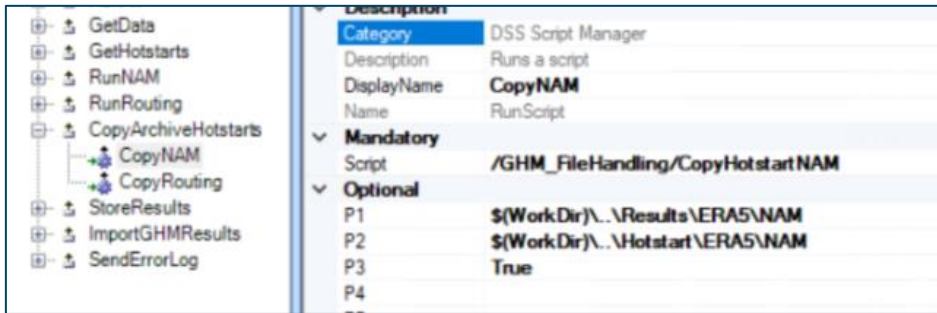 GetData
GetHotstarts
RunNAM
RunRouting
CopyArchiveHotstarts
CopyNAM
CopyRouting
StoreResults
ImportGHMResults
SendErrorLog
Description
Category DSS Script Manager
Description Runs a script
DisplayName CopyNAM
Name RunScript
Mandatory
Script /GHM_FileHandling/CopyHotstartNAM
Optional
P1 $(WorkDir)\..\Results\ERA5\NAM
P2 $(WorkDir)\..\Hotstart\ERA5\NAM
P3 True
P4